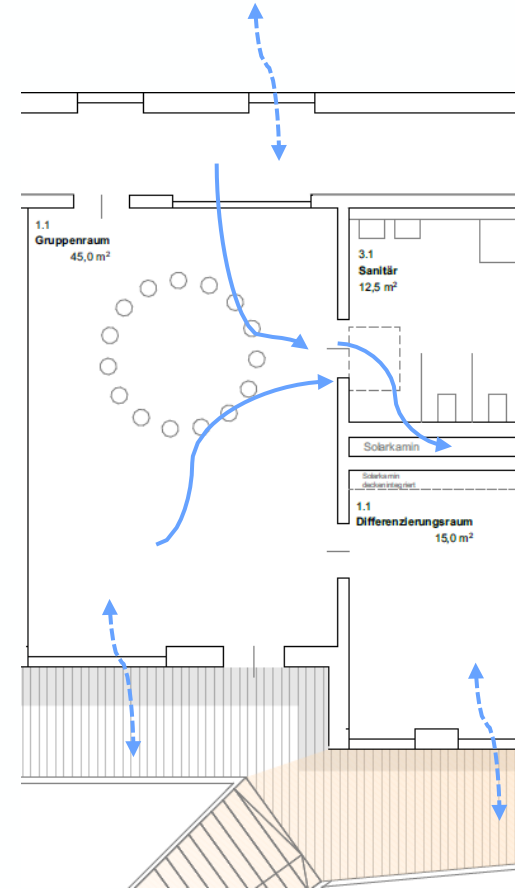 1.1
Gruppenraum
45,0 m²
3.1
Sanitär
12,5 m²
Solarkamin
Solarkamin
deckenintegriert
1.1
Differenzierungsraum
15,0 m²